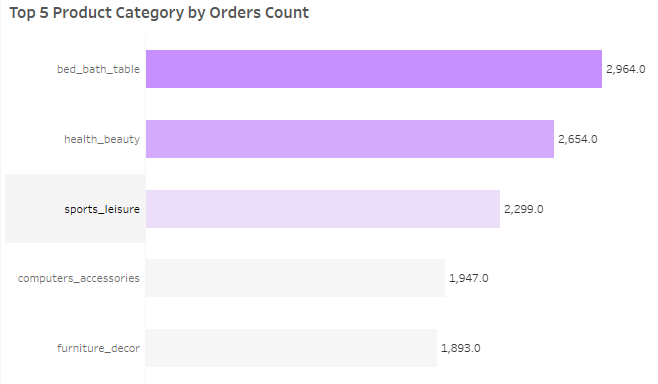 Top 5 Product Category by Orders Count
bed_bath_table 2,964.0
health_beauty 2,654.0
sports_leisure 2,299.0
computers_accessories 1,947.0
furniture_decor 1,893.0